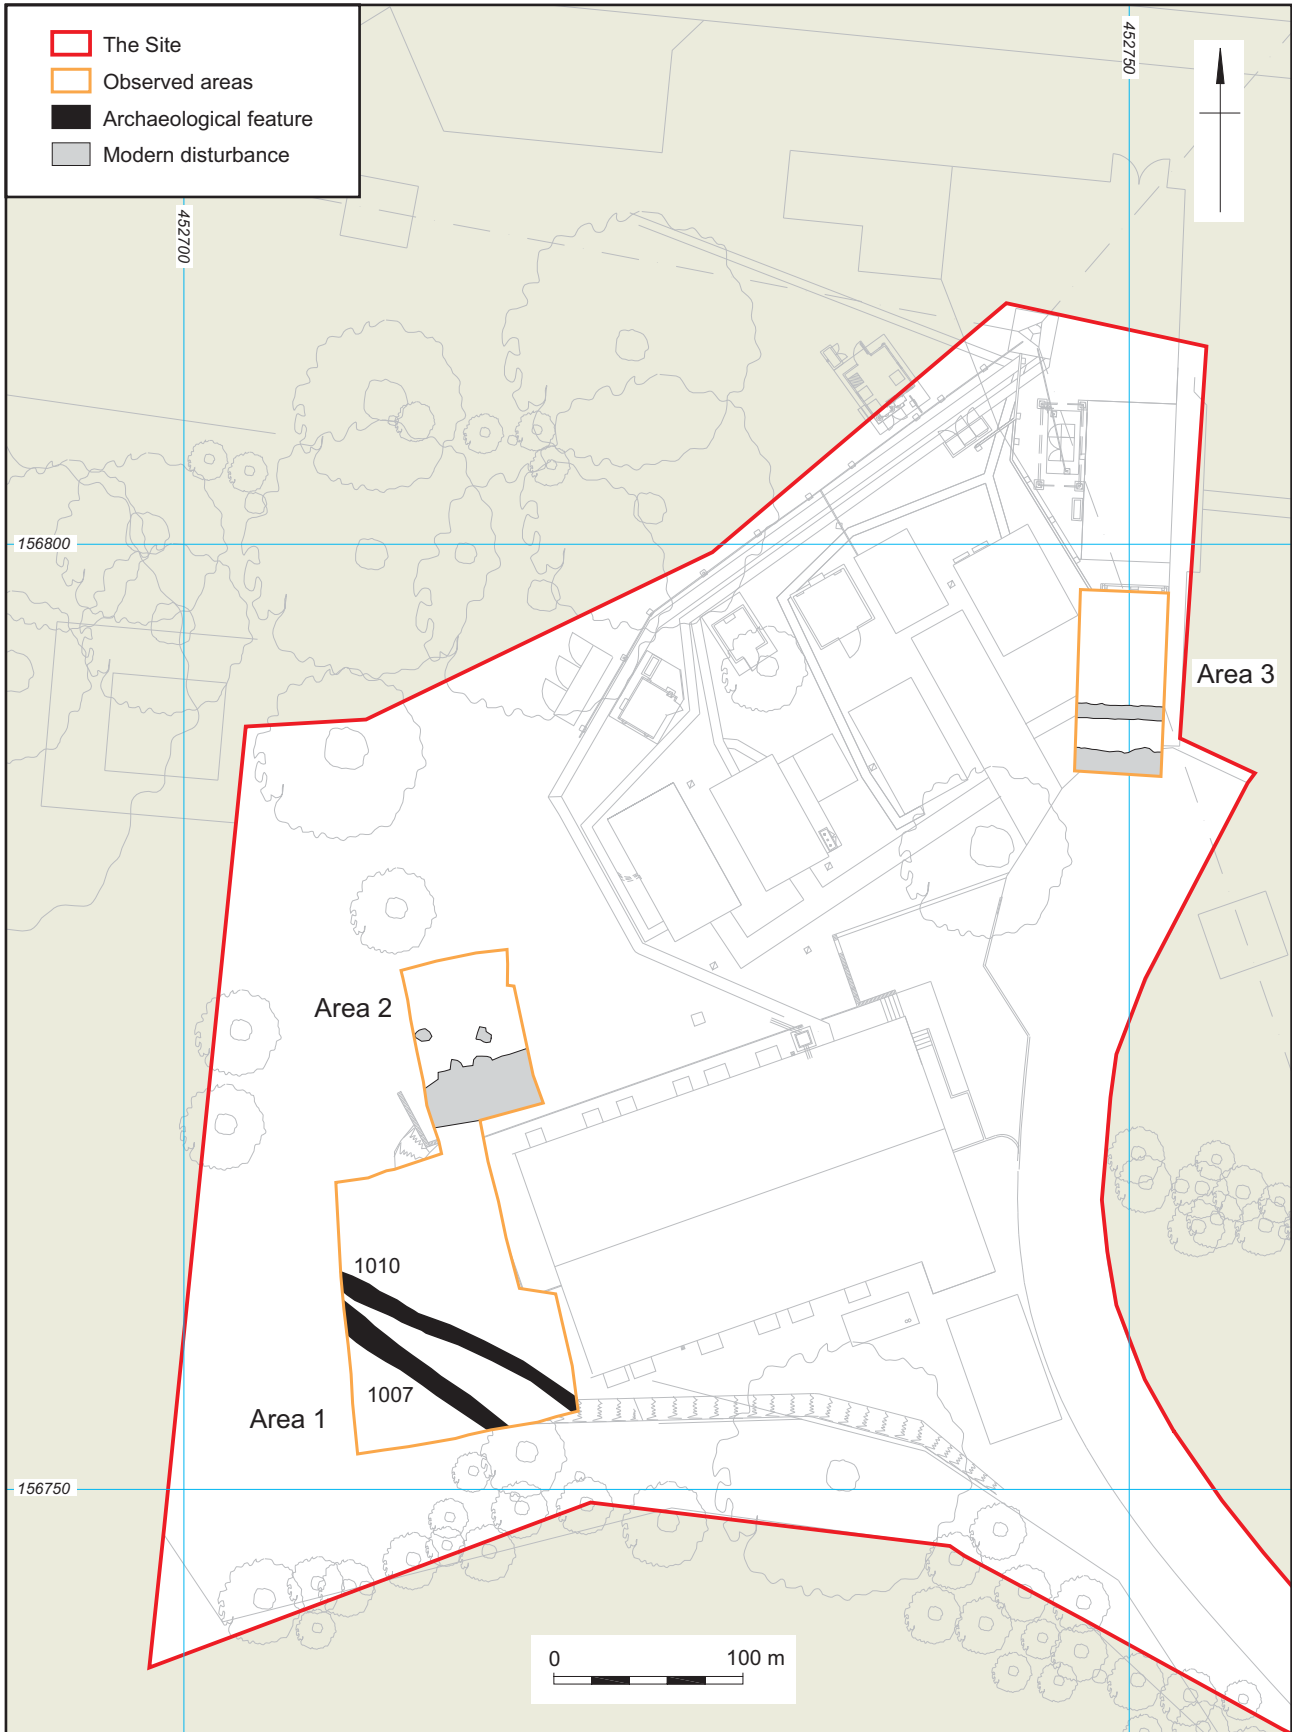 The Site
Observed areas
Archaeological feature
Modern disturbance
452700
452750
156800
Area 3
Area 2
1010
1007
Area 1
156750
0 100 m